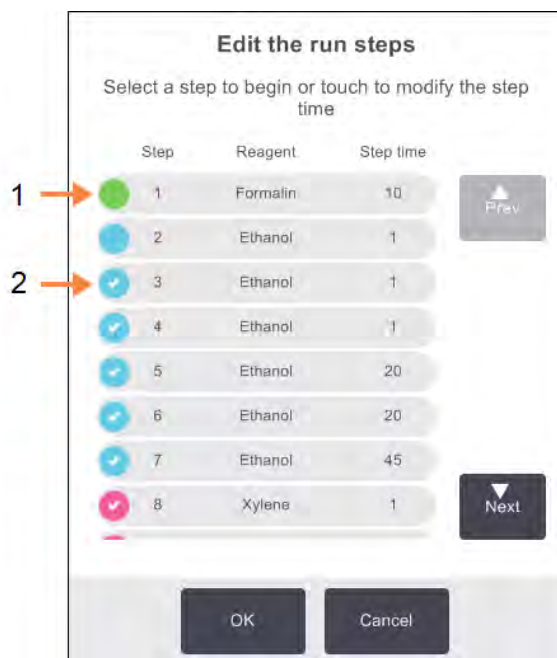 Edit the run steps
Select a step to begin or touch to modify the step
time
Step Reagent Step time
1
1 Formalin 10
Prev
2 Ethanol 1
2
3 Ethanol 1
4 Ethanol 1
5 Ethanol 20
6 Ethanol 20
7 Ethanol 45
8 Xylene 1
Next
OK Cancel